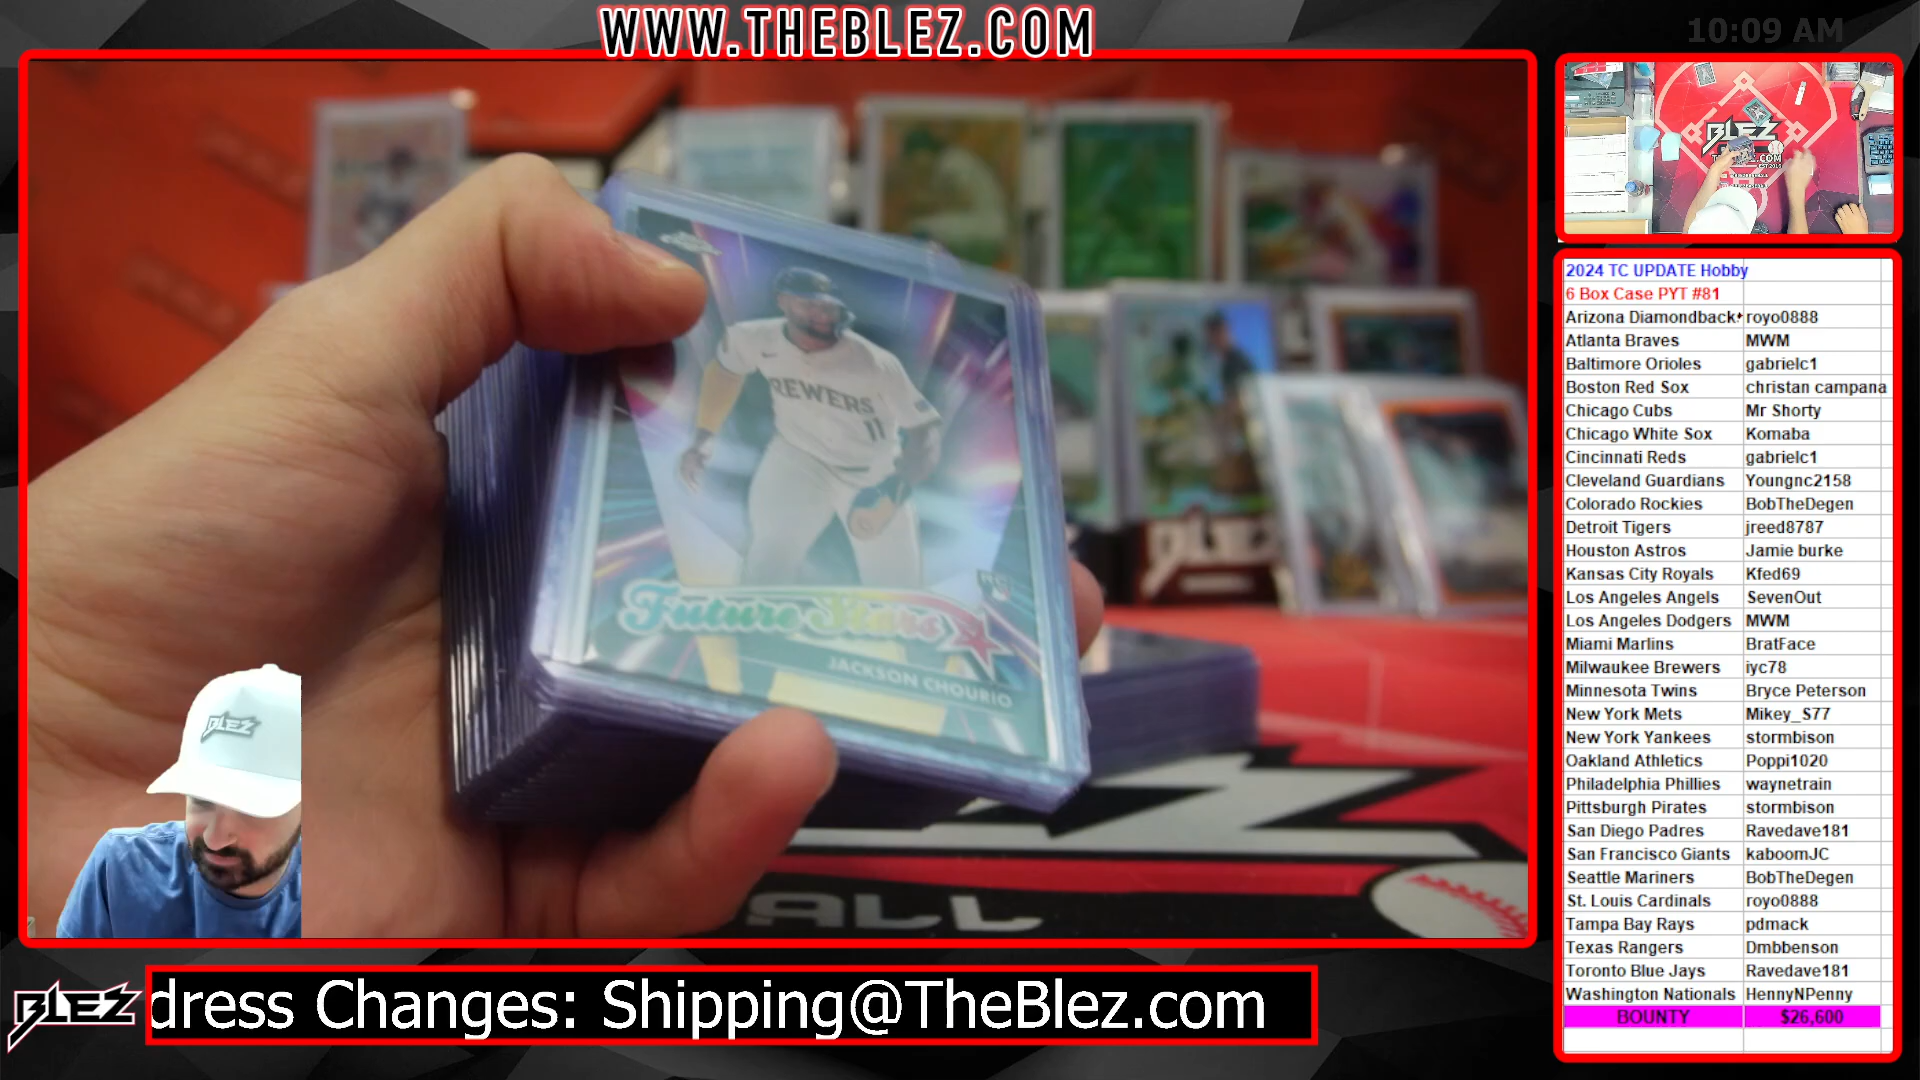 WWW.THEBLEZ.COM
10:09 AM
BREWERS
11
RC
Future Stars
JACKSON CHOURIO
BLEZ
BLEZ
.COM
ALL
2024 TC UPDATE Hobby
6 Box Case PYT #81
Arizona Diamondback royo0888
Atlanta Braves MWM
Baltimore Orioles gabrielc1
Boston Red Sox christan campana
Chicago Cubs Mr Shorty
Chicago White Sox Komaba
Cincinnati Reds gabrielc1
Cleveland Guardians Youngnc2158
Colorado Rockies BobTheDegen
Detroit Tigers jreed8787
Houston Astros Jamie burke
Kansas City Royals Kfed69
Los Angeles Angels SevenOut
Los Angeles Dodgers MWM
Miami Marlins BratFace
Milwaukee Brewers iyc78
Minnesota Twins Bryce Peterson
New York Mets Mikey_S77
New York Yankees stormbison
Oakland Athletics Poppi1020
Philadelphia Phillies waynetrain
Pittsburgh Pirates stormbison
San Diego Padres Ravedave181
San Francisco Giants kaboomJC
Seattle Mariners BobTheDegen
St. Louis Cardinals royo0888
Tampa Bay Rays pdmack
Texas Rangers Dmbbenson
Toronto Blue Jays Ravedave181
Washington Nationals HennyNPenny
BOUNTY $26,600
BLEZ
dress Changes: Shipping@TheBlez.com